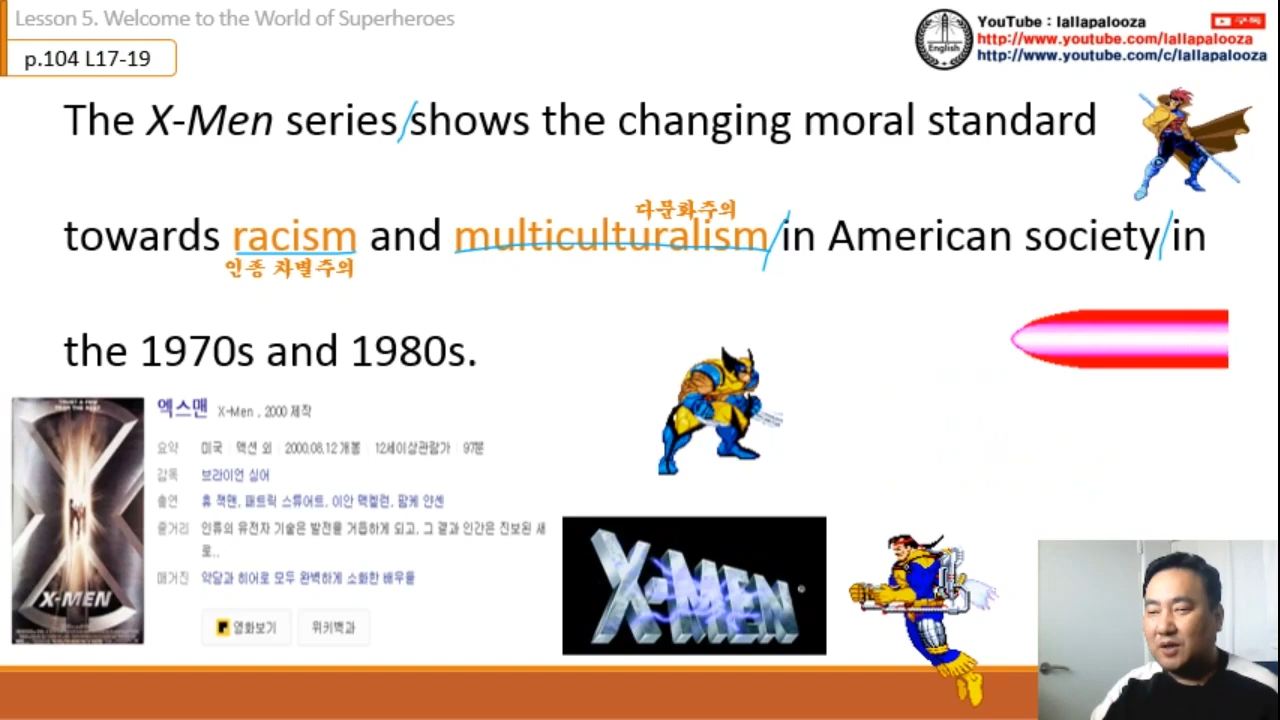 Lesson 5. Welcome to the World of Superheroes
p.104 L17-19
English
YouTube : lallapalooza
구독
http://www.youtube.com/lallapalooza
http://www.youtube.com/c/lallapalooza
The X-Men series shows the changing moral standard
다문화주의
towards racism and multiculturalism in American society in
인종 차별주의
the 1970s and 1980s.
TRUST A FEW
FEAR THE REST
X-MEN
엑스맨 X-Men , 2000 제작
요약 미국 액션 외 2000.08.12 개봉 12세이상관람가 97분
감독 브라이언 싱어
출연 휴 잭맨, 패트릭 스튜어트, 이안 맥켈런, 팜케 얀센
줄거리 인류의 유전자 기술은 발전을 거듭하게 되고, 그 결과 인간은 진보된 새
로..
매거진 악당과 히어로 모두 완벽하게 소화한 배우들
영화보기 위키백과
X-MEN